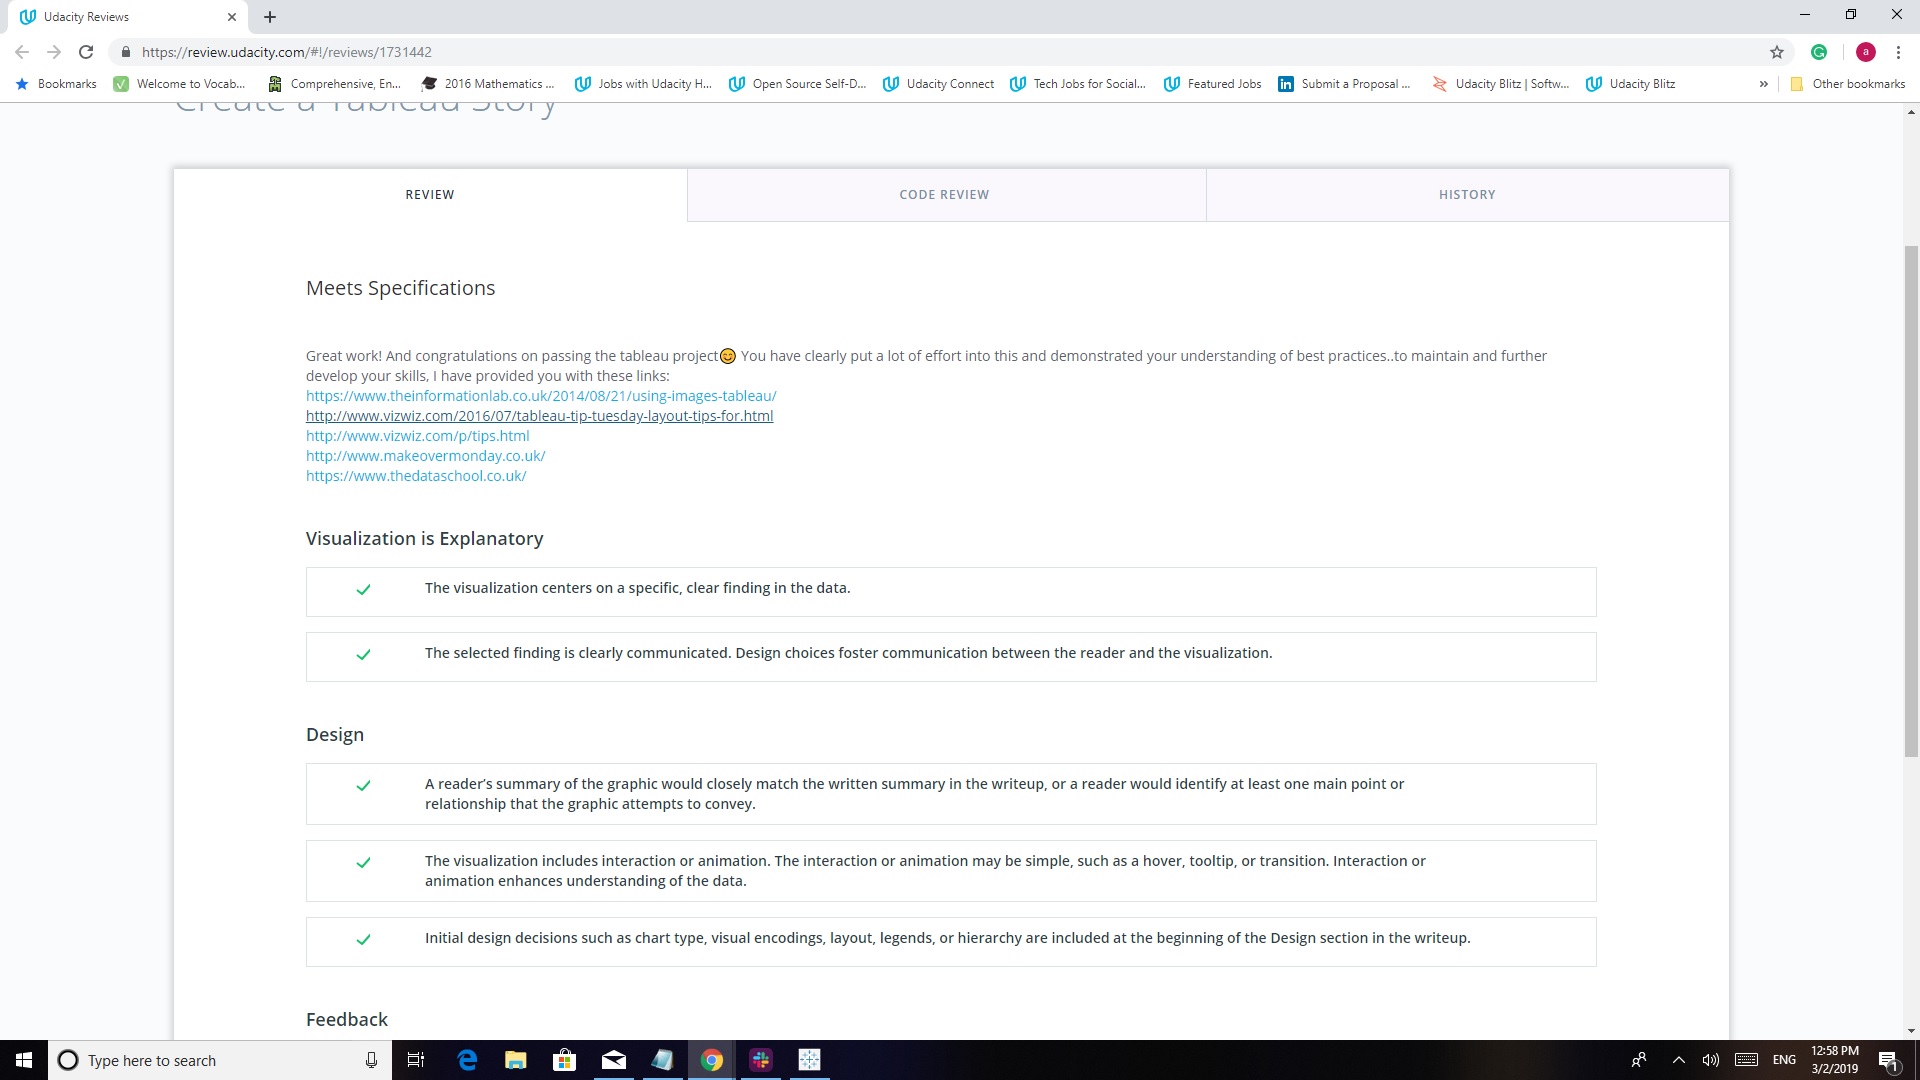 Udacity Reviews
https://review.udacity.com/#!/reviews/1731442
a
Bookmarks
Welcome to Vocab...
Comprehensive, En...
2016 Mathematics ...
Jobs with Udacity H...
Open Source Self-D...
Udacity Connect
Tech Jobs for Social...
Featured Jobs
Submit a Proposal ...
Udacity Blitz | Softw...
Udacity Blitz
»
Other bookmarks
Create a Tableau Story
REVIEW
CODE REVIEW
HISTORY
Meets Specifications
Great work! And congratulations on passing the tableau project😊 You have clearly put a lot of effort into this and demonstrated your understanding of best practices..to maintain and further
develop your skills, I have provided you with these links:
https://www.theinformationlab.co.uk/2014/08/21/using-images-tableau/
http://www.vizwiz.com/2016/07/tableau-tip-tuesday-layout-tips-for.html
http://www.vizwiz.com/p/tips.html
http://www.makeovermonday.co.uk/
https://www.thedataschool.co.uk/
Visualization is Explanatory
The visualization centers on a specific, clear finding in the data.
The selected finding is clearly communicated. Design choices foster communication between the reader and the visualization.
Design
A reader’s summary of the graphic would closely match the written summary in the writeup, or a reader would identify at least one main point or
relationship that the graphic attempts to convey.
The visualization includes interaction or animation. The interaction or animation may be simple, such as a hover, tooltip, or transition. Interaction or
animation enhances understanding of the data.
Initial design decisions such as chart type, visual encodings, layout, legends, or hierarchy are included at the beginning of the Design section in the writeup.
Feedback
Type here to search
ENG
12:58 PM
3/2/2019
1